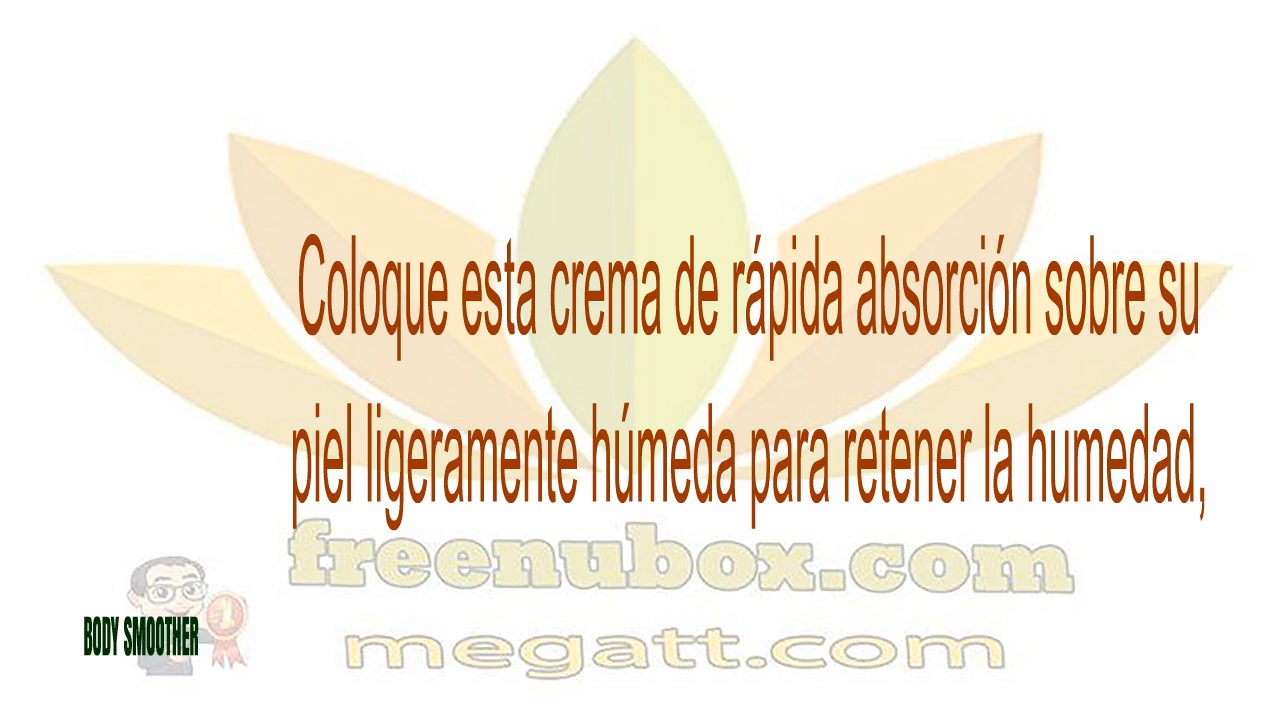 Coloque esta crema de rápida absorción sobre su
piel ligeramente húmeda para retener la humedad,
freenubox.com
BODY SMOOTHER
1
megatt.com